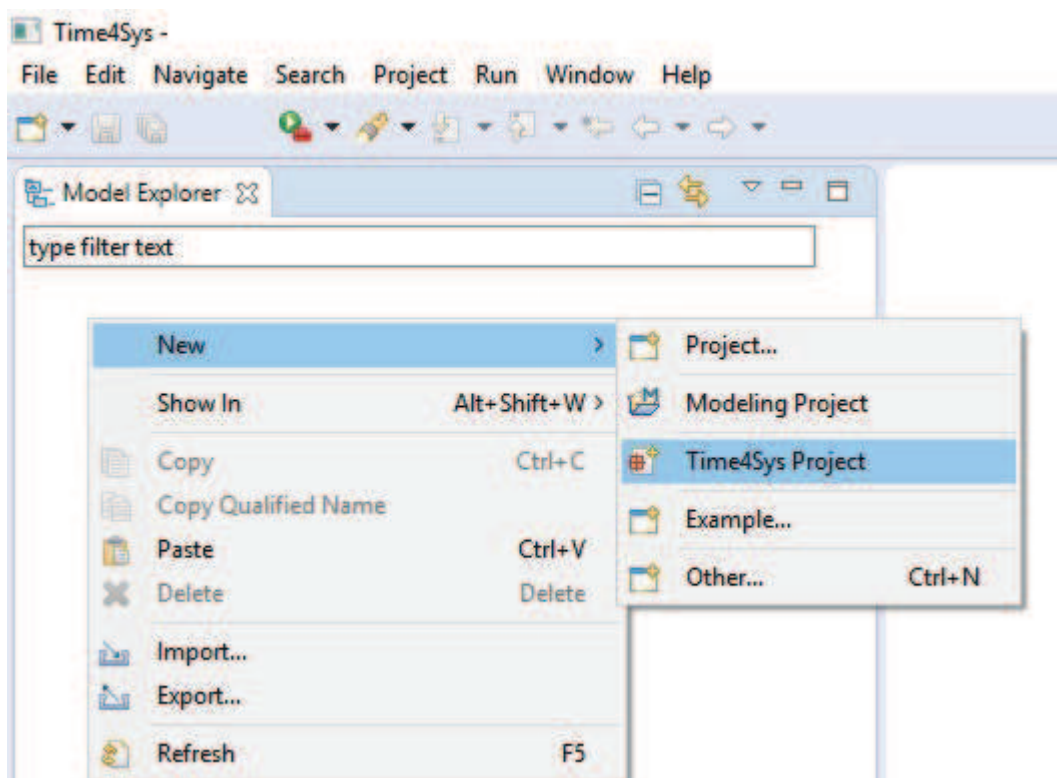 Time4Sys -
File Edit Navigate Search Project Run Window Help
Model Explorer
type filter text
New
Project...
Show In Alt+Shift+W
Modeling Project
Copy Ctrl+C
Time4Sys Project
Copy Qualified Name
Example...
Paste Ctrl+V
Other... Ctrl+N
Delete Delete
Import...
Export...
Refresh F5